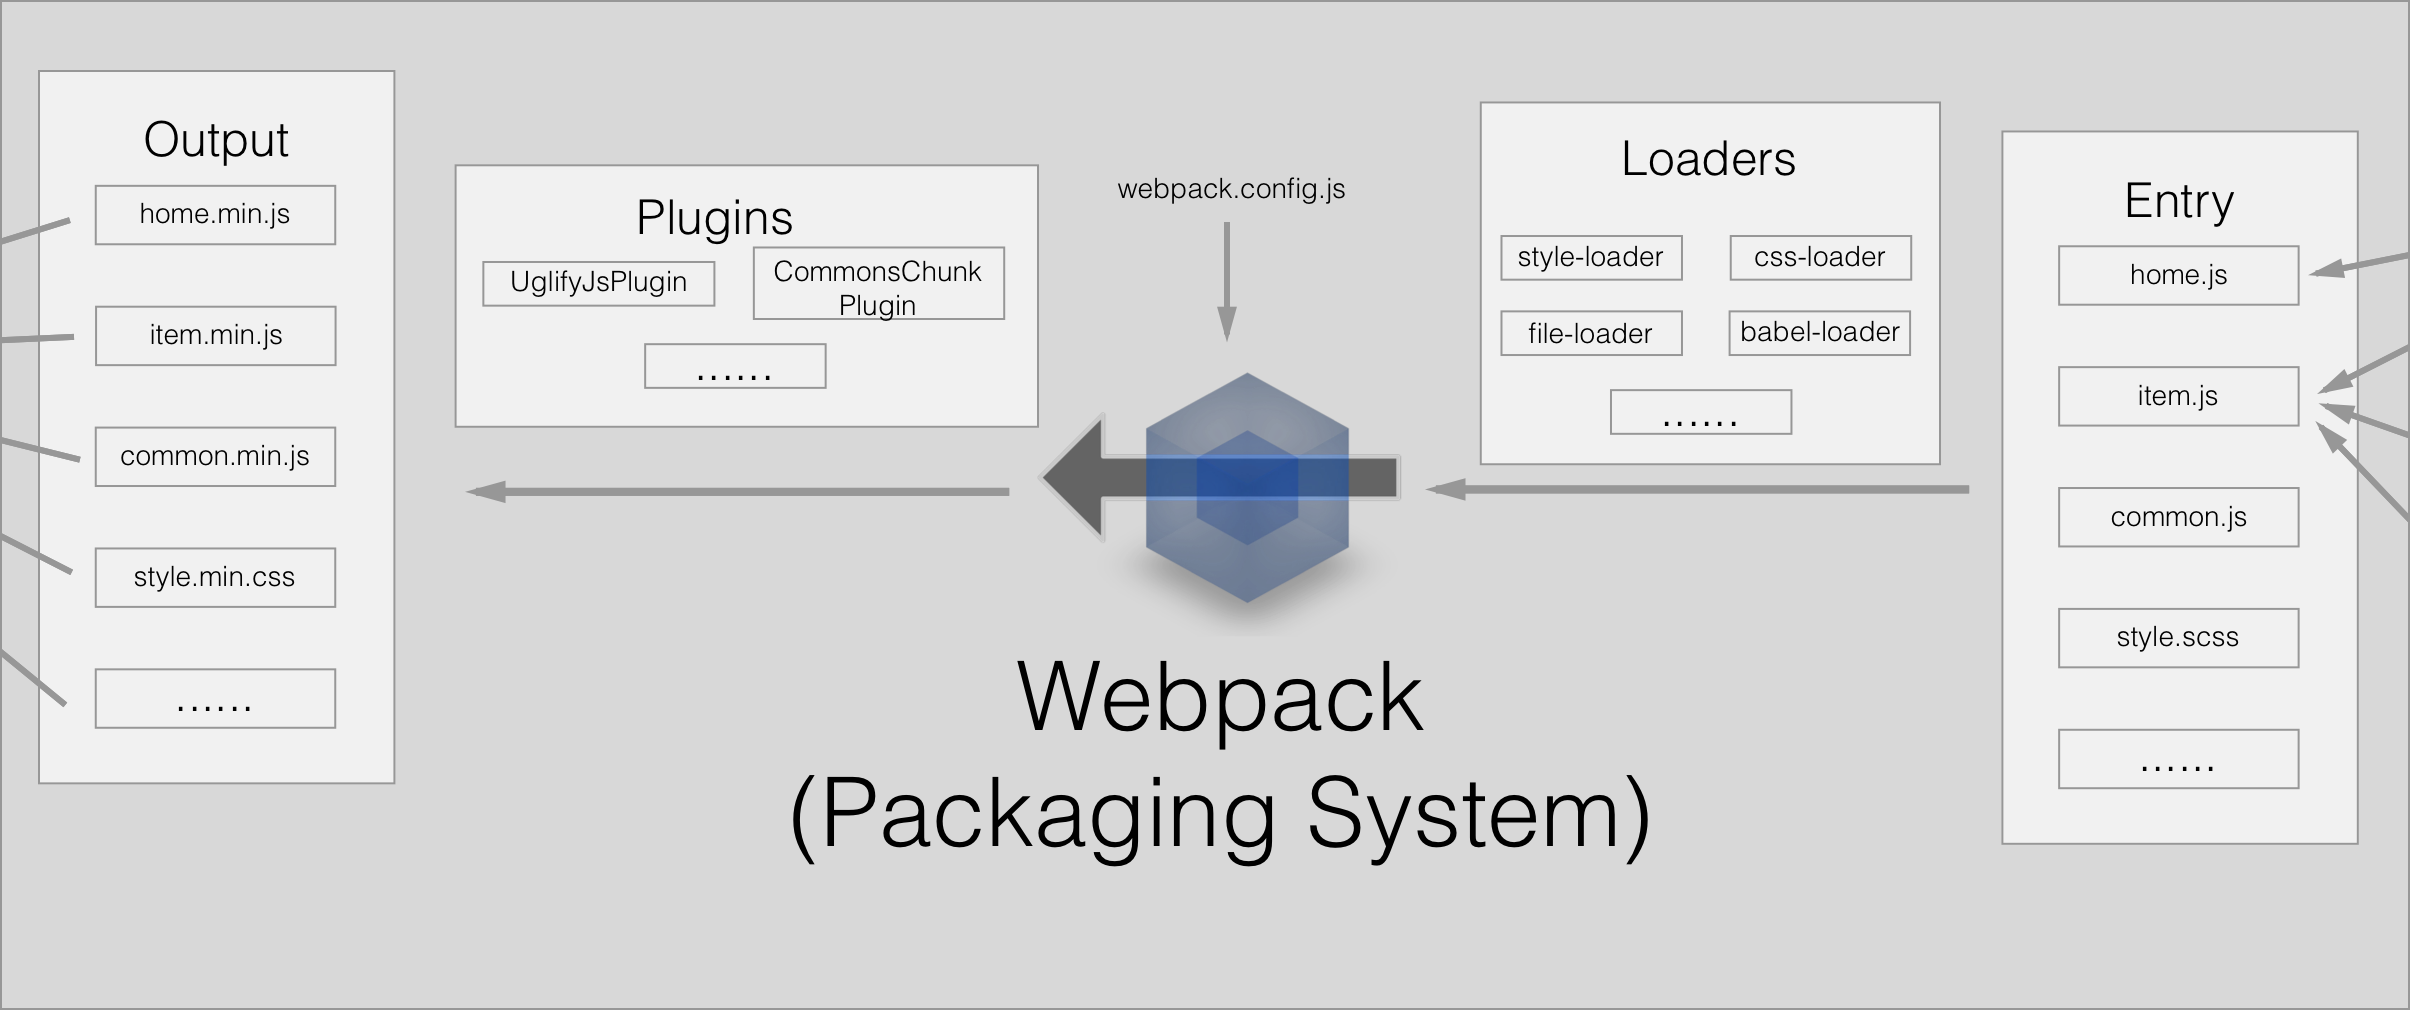 Output
home.min.js
item.min.js
common.min.js
style.min.css
......
Plugins
UglifyJsPlugin
CommonsChunk
Plugin
......
webpack.config.js
Webpack
(Packaging System)
Loaders
style-loader
css-loader
file-loader
babel-loader
......
Entry
home.js
item.js
common.js
style.scss
......